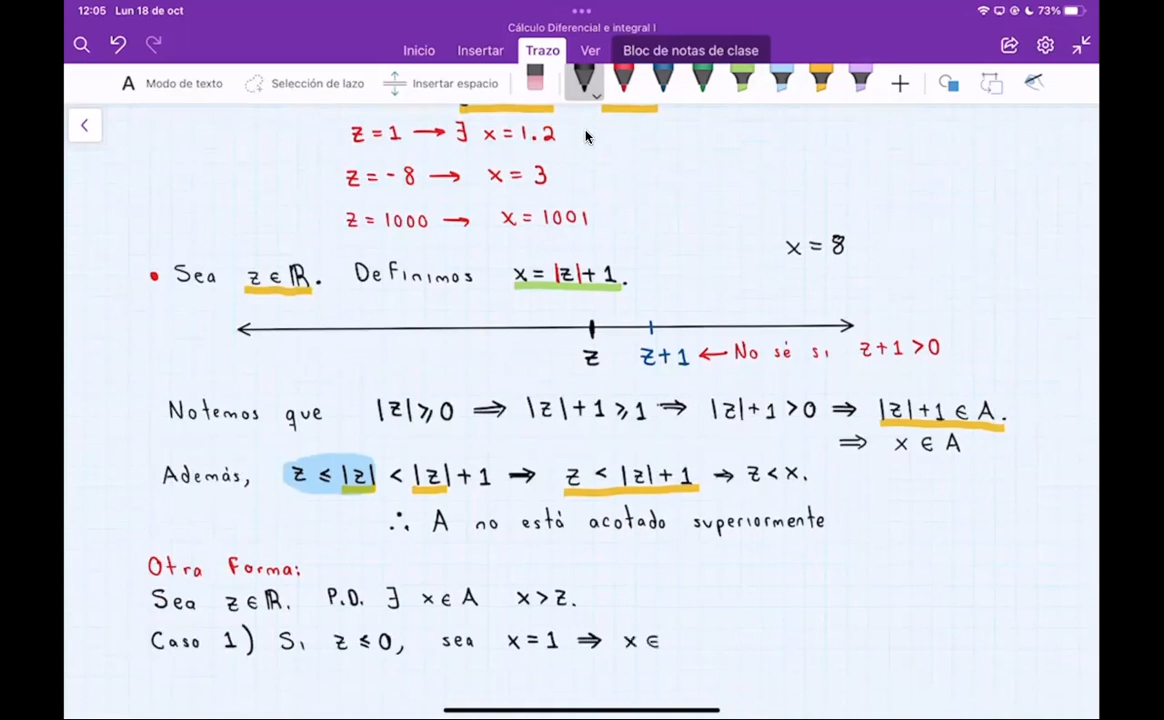 12:05 Lun 18 de oct
73%
Cálculo Diferencial e integral I
Inicio Insertar Trazo Ver Bloc de notas de clase
A Modo de texto Selección de lazo Insertar espacio
z = 1 → ∃ x = 1.2
z = - 8 → x = 3
z = 1000 → x = 1001
x = 8
• Sea z ∈ ℝ. Definimos x = |z| + 1.
z z+1 ← No sé si z+1 > 0
Notemos que |z| ⩾ 0 ⇒ |z| + 1 ⩾ 1 ⇒ |z| + 1 > 0 ⇒ |z| + 1 ∈ A.
⇒ x ∈ A
Además, z ≤ |z| < |z| + 1 ⇒ z < |z| + 1 → z < x.
∴ A no está acotado superiormente
Otra Forma:
Sea z ∈ ℝ. P.D. ∃ x ∈ A x > z.
Caso 1) Si z ≤ 0, sea x = 1 ⇒ x ∈